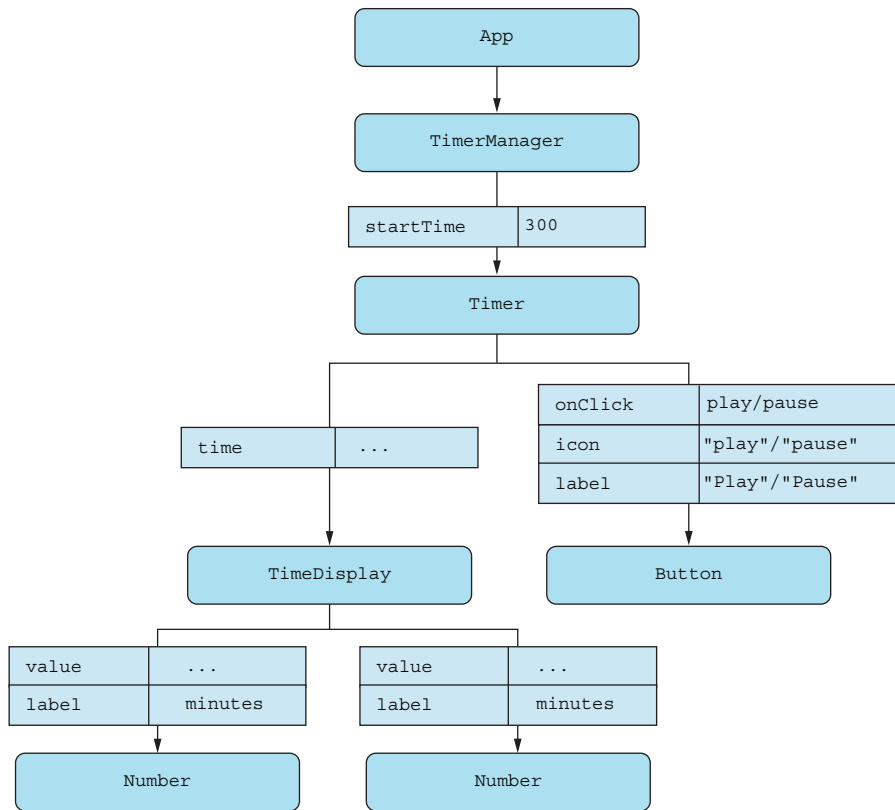 App
TimerManager
startTime 300
Timer
onClick play/pause
icon "play"/"pause"
label "Play"/"Pause"
time ...
TimeDisplay
Button
value ...
label minutes
value ...
label minutes
Number
Number